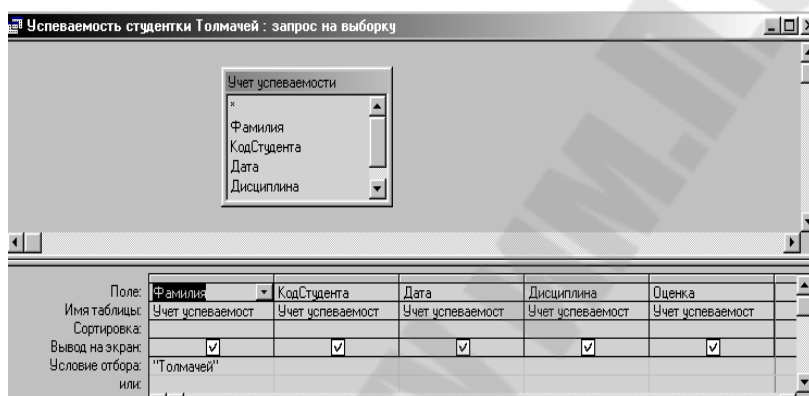 Успеваемость студентки Толмачей : запрос на выборку
Учет успеваемости
*
Фамилия
КодСтудента
Дата
Дисциплина
Поле: Фамилия КодСтудента Дата Дисциплина Оценка
Имя таблицы: Учет успеваемост Учет успеваемост Учет успеваемост Учет успеваемост Учет успеваемост
Сортировка:
Вывод на экран:
Условие отбора: "Толмачей"
или: